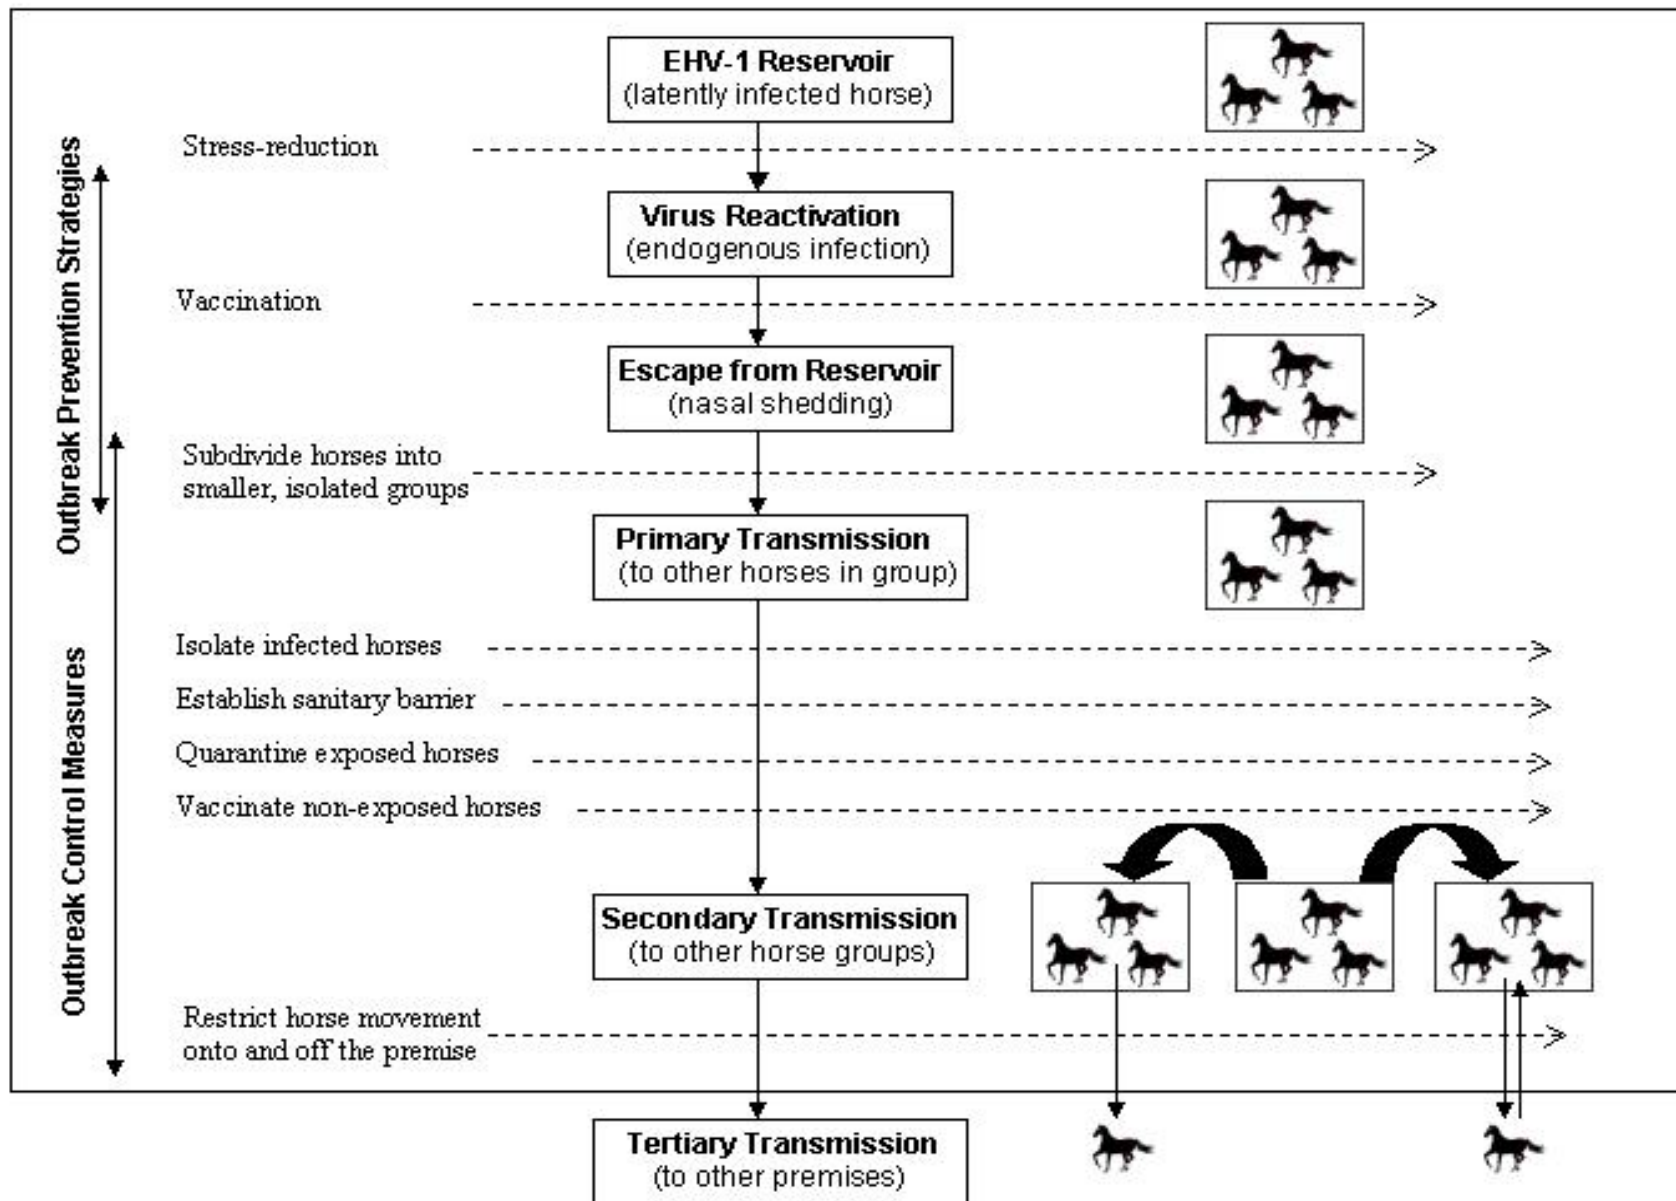 EHV-1 Reservoir
(latently infected horse)
Stress-reduction
Virus Reactivation
(endogenous infection)
Vaccination
Escape from Reservoir
(nasal shedding)
Subdivide horses into
smaller, isolated groups
Primary Transmission
(to other horses in group)
Isolate infected horses
Establish sanitary barrier
Quarantine exposed horses
Vaccinate non-exposed horses
Secondary Transmission
(to other horse groups)
Restrict horse movement
onto and off the premise
Tertiary Transmission
(to other premises)
Outbreak Prevention Strategies
Outbreak Control Measures